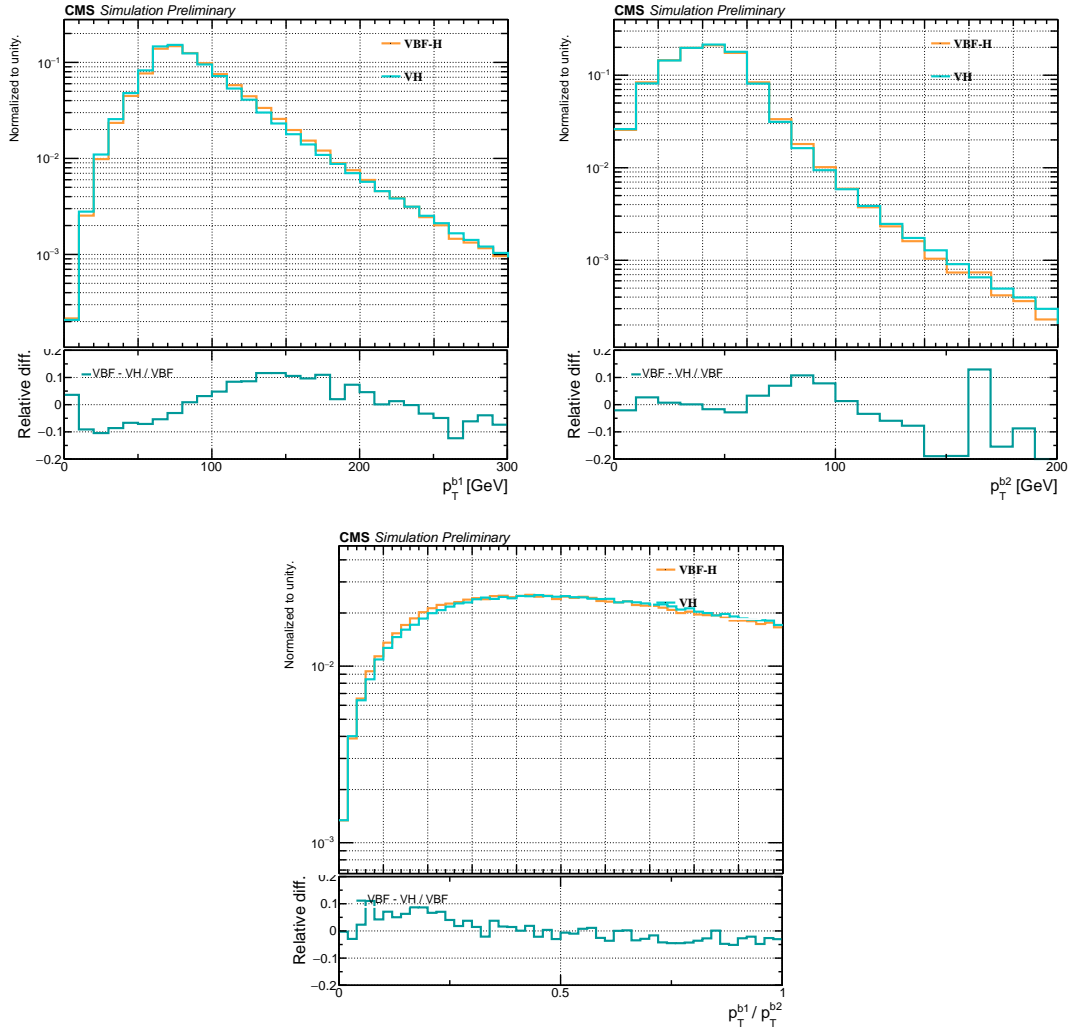 CMS Simulation Preliminary
Normalized to unity.
VBF-H
VH
10⁻¹
10⁻²
10⁻³
Relative diff.
VBF - VH / VBF
0.2
0.1
0
−0.1
−0.2
0 100 200 300
p_T^b1 [GeV]
CMS Simulation Preliminary
Normalized to unity.
VBF-H
VH
10⁻¹
10⁻²
10⁻³
Relative diff.
VBF - VH / VBF
0.2
0.1
0
−0.1
−0.2
0 100 200
p_T^b2 [GeV]
CMS Simulation Preliminary
Normalized to unity.
VBF-H
VH
10⁻²
10⁻³
Relative diff.
VBF - VH / VBF
0.2
0.1
0
−0.1
−0.2
0 0.5 1
p_T^b1 / p_T^b2